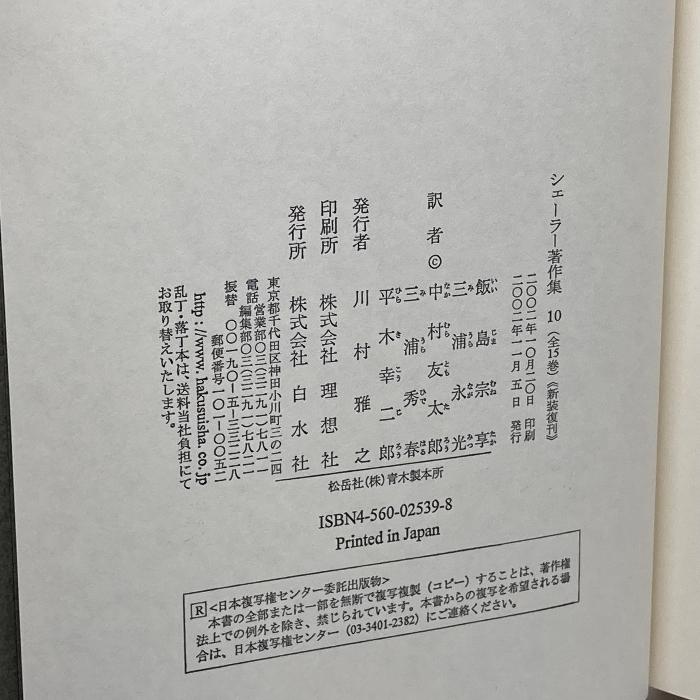 シェーラー著作集 10 (全15巻)《新装復刊》
二〇〇二年一〇月二〇日 印刷
二〇〇二年一一月五日 発行
訳者 © 飯島宗享
三浦永光
中村友太郎
三浦秀春
平木幸二郎
発行者 川村雅之
印刷所 株式会社 理想社
発行所 株式会社 白水社
東京都千代田区神田小川町三の二四
営業部〇三(三二九一)七八一一
電話 編集部〇三(三二九一)七八二一
振替 〇〇一九〇-五-三三二二八
郵便番号一〇一-〇〇五二
http://www.hakusuisha.co.jp
乱丁・落丁本は、送料当社負担にて
お取り替えいたします。
松岳社(株)青木製本所
ISBN4-560-02539-8
Printed in Japan
R <日本複写権センター委託出版物>
本書の全部または一部を無断で複写複製(コピー)することは、著作権
法上での例外を除き、禁じられています。本書からの複写を希望される場
合は、日本複写権センター(03-3401-2382)にご連絡ください。